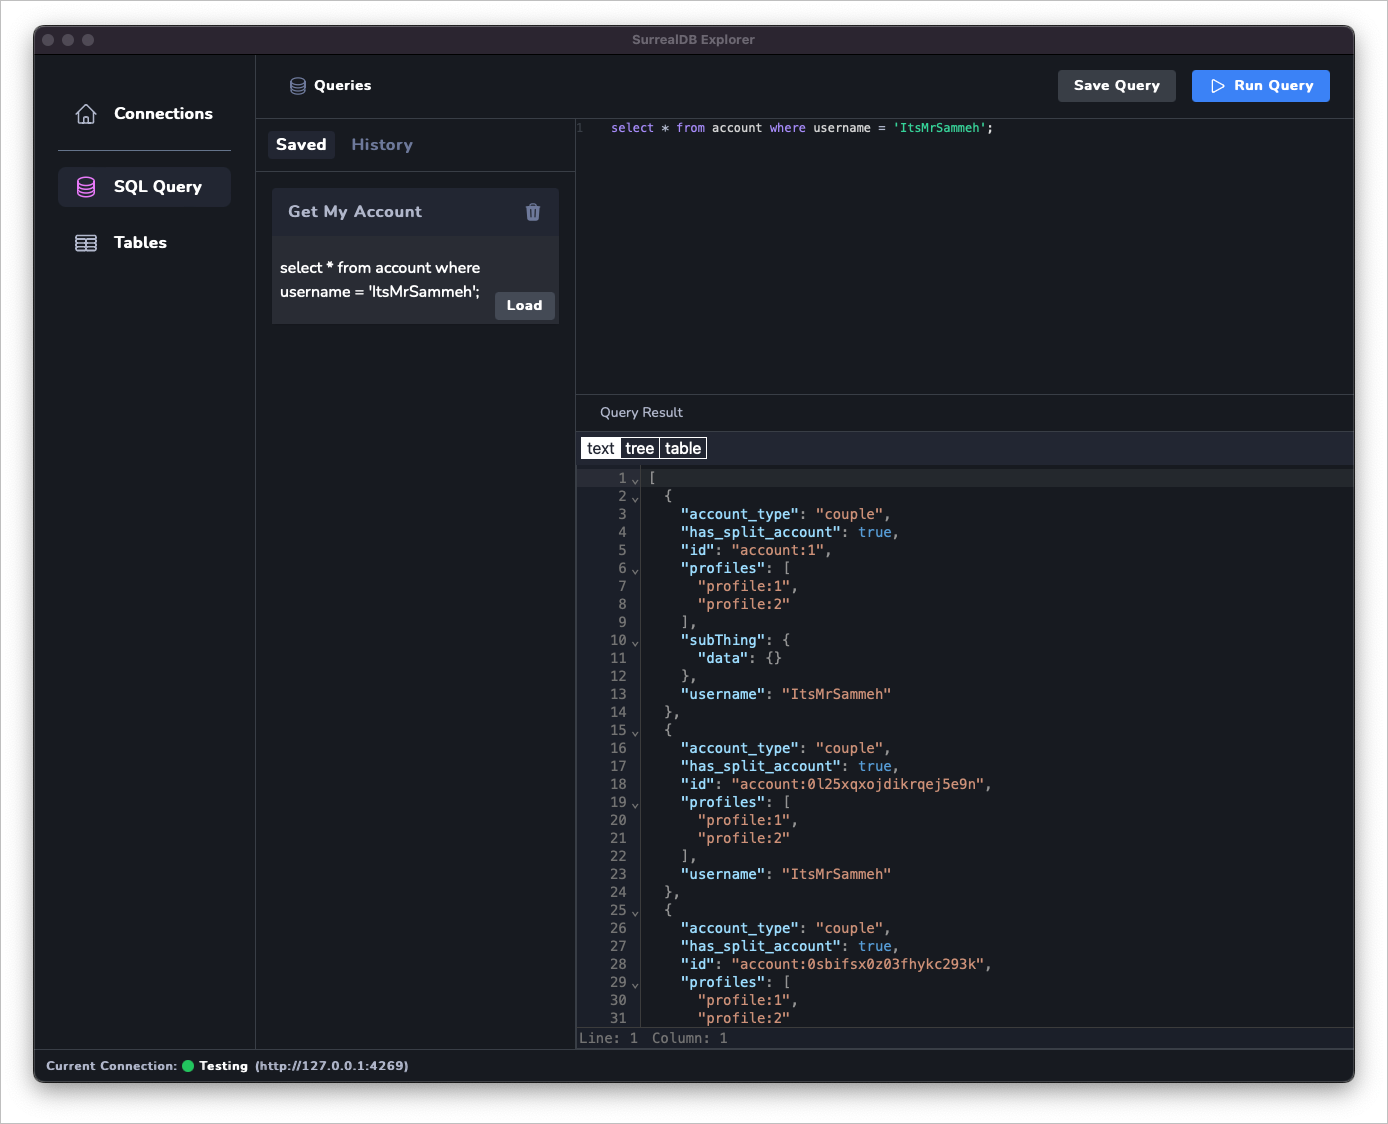 SurrealDB Explorer
Connections
SQL Query
Tables
Queries
Save Query
Run Query
Saved
History
Get My Account
select * from account where
username = 'ItsMrSammeh';
Load
1 select * from account where username = 'ItsMrSammeh';
Query Result
text tree table
1 [
2 {
3 "account_type": "couple",
4 "has_split_account": true,
5 "id": "account:1",
6 "profiles": [
7 "profile:1",
8 "profile:2"
9 ],
10 "subThing": {
11 "data": {}
12 },
13 "username": "ItsMrSammeh"
14 },
15 {
16 "account_type": "couple",
17 "has_split_account": true,
18 "id": "account:0l25xqxojdikrqej5e9n",
19 "profiles": [
20 "profile:1",
21 "profile:2"
22 ],
23 "username": "ItsMrSammeh"
24 },
25 {
26 "account_type": "couple",
27 "has_split_account": true,
28 "id": "account:0sbifsx0z03fhykc293k",
29 "profiles": [
30 "profile:1",
31 "profile:2"
Line: 1 Column: 1
Current Connection: Testing (http://127.0.0.1:4269)